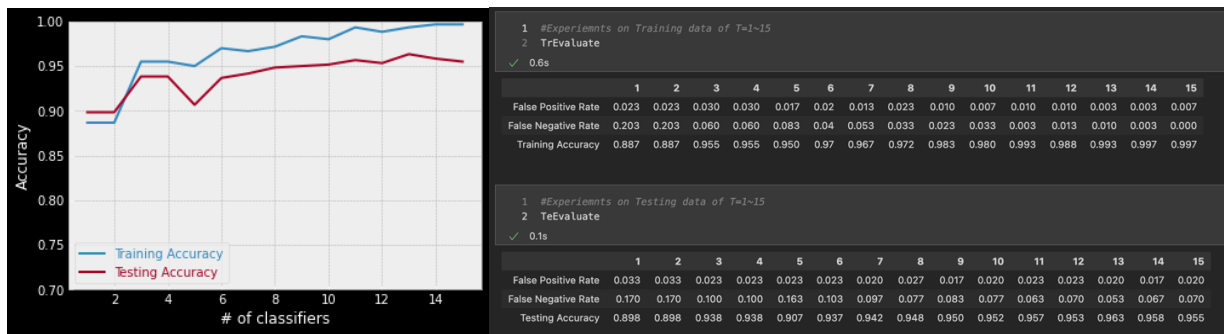 1.00
0.95
0.90
0.85
0.80
0.75
0.70
Accuracy
Training Accuracy
Testing Accuracy
2 4 6 8 10 12 14
# of classifiers
1 #Experiemnts on Training data of T=1~15
2 TrEvaluate
✓ 0.6s
1 2 3 4 5 6 7 8 9 10 11 12 13 14 15
False Positive Rate 0.023 0.023 0.030 0.030 0.017 0.02 0.013 0.023 0.010 0.007 0.010 0.010 0.003 0.003 0.007
False Negative Rate 0.203 0.203 0.060 0.060 0.083 0.04 0.053 0.033 0.023 0.033 0.003 0.013 0.010 0.003 0.000
Training Accuracy 0.887 0.887 0.955 0.955 0.950 0.97 0.967 0.972 0.983 0.980 0.993 0.988 0.993 0.997 0.997
1 #Experiemnts on Testing data of T=1~15
2 TeEvaluate
✓ 0.1s
1 2 3 4 5 6 7 8 9 10 11 12 13 14 15
False Positive Rate 0.033 0.033 0.023 0.023 0.023 0.023 0.020 0.027 0.017 0.020 0.023 0.023 0.020 0.017 0.020
False Negative Rate 0.170 0.170 0.100 0.100 0.163 0.103 0.097 0.077 0.083 0.077 0.063 0.070 0.053 0.067 0.070
Testing Accuracy 0.898 0.898 0.938 0.938 0.907 0.937 0.942 0.948 0.950 0.952 0.957 0.953 0.963 0.958 0.955